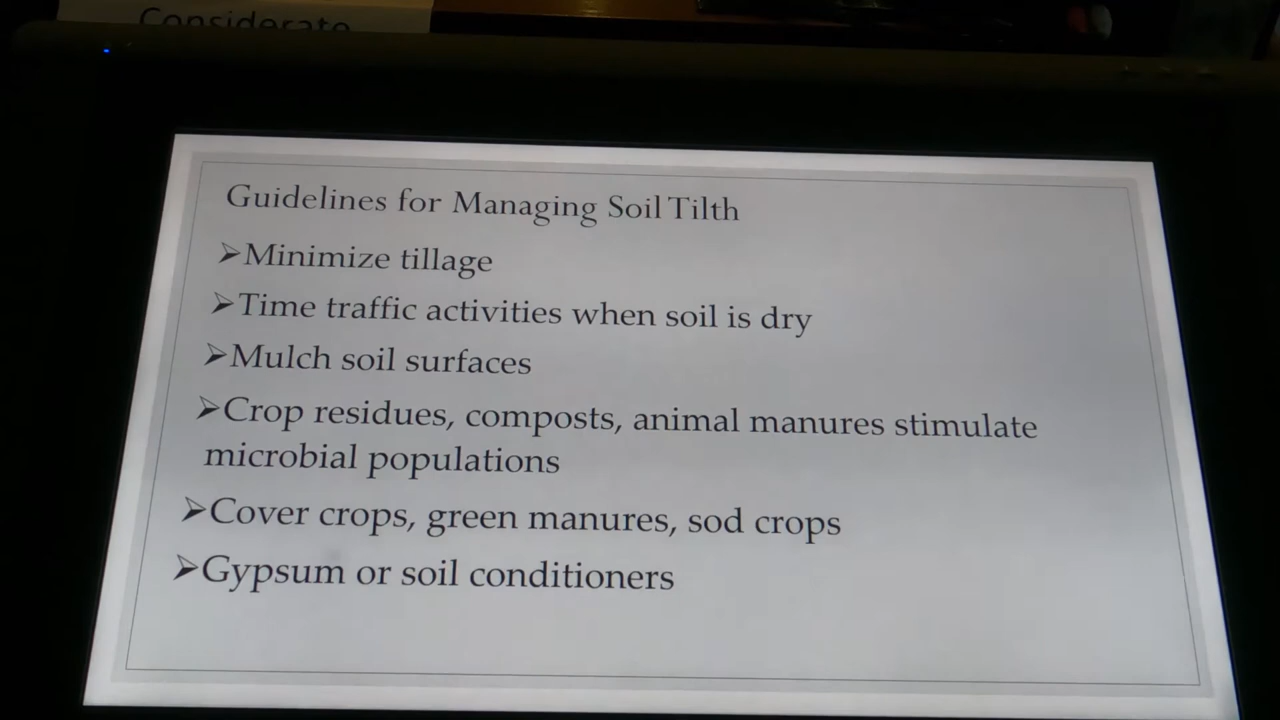 Considerate
Guidelines for Managing Soil Tilth
➢Minimize tillage
➢Time traffic activities when soil is dry
➢Mulch soil surfaces
➢Crop residues, composts, animal manures stimulate
microbial populations
➢Cover crops, green manures, sod crops
➢Gypsum or soil conditioners